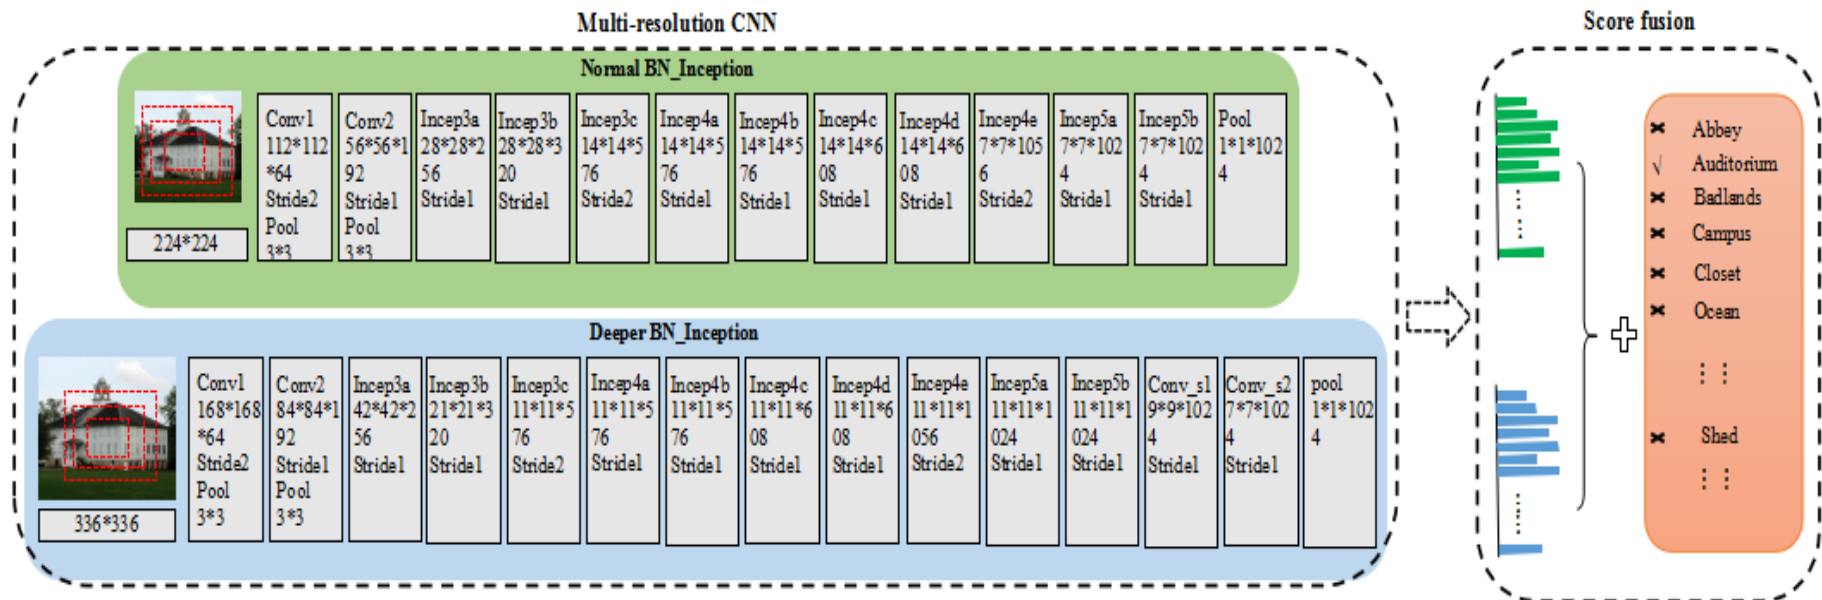 Multi-resolution CNN
Normal BN_Inception
224*224
Conv1
112*112
*64
Stride2
Pool
3*3
Conv2
56*56*1
92
Stride1
Pool
3*3
Incep3a
28*28*2
56
Stride1
Incep3b
28*28*3
20
Stride1
Incep3c
14*14*5
76
Stride2
Incep4a
14*14*5
76
Stride1
Incep4b
14*14*5
76
Stride1
Incep4c
14*14*6
08
Stride1
Incep4d
14*14*6
08
Stride1
Incep4e
7*7*105
6
Stride2
Incep5a
7*7*102
4
Stride1
Incep5b
7*7*102
4
Stride1
Pool
1*1*102
4
Deeper BN_Inception
336*336
Conv1
168*168
*64
Stride2
Pool
3*3
Conv2
84*84*1
92
Stride1
Pool
3*3
Incep3a
42*42*2
56
Stride1
Incep3b
21*21*3
20
Stride1
Incep3c
11*11*5
76
Stride2
Incep4a
11*11*5
76
Stride1
Incep4b
11*11*5
76
Stride1
Incep4c
11*11*6
08
Stride1
Incep4d
11*11*6
08
Stride1
Incep4e
11*11*1
056
Stride2
Incep5a
11*11*1
024
Stride1
Incep5b
11*11*1
024
Stride1
Conv_s1
9*9*102
4
Stride1
Conv_s2
7*7*102
4
Stride1
pool
1*1*102
4
Score fusion
Abbey
Auditorium
Badlands
Campus
Closet
Ocean
Shed